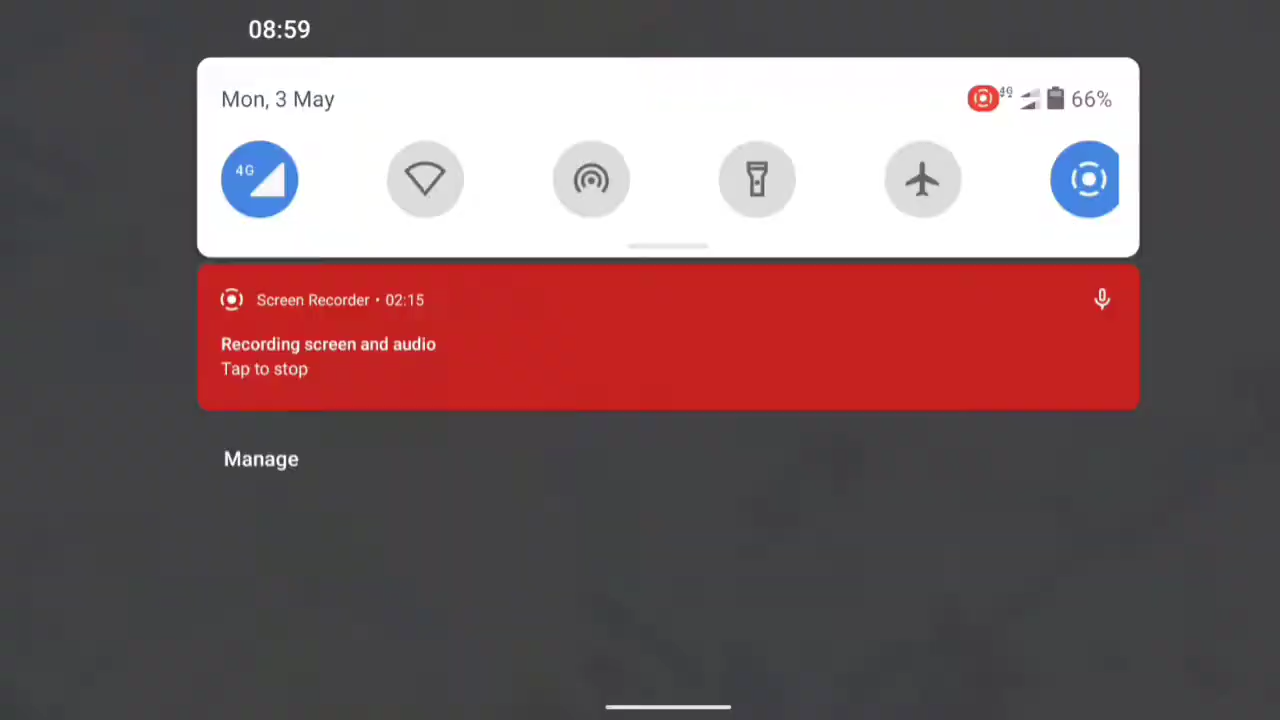 08:59
Mon, 3 May
4G 66%
4G
Screen Recorder • 02:15
Recording screen and audio
Tap to stop
Manage